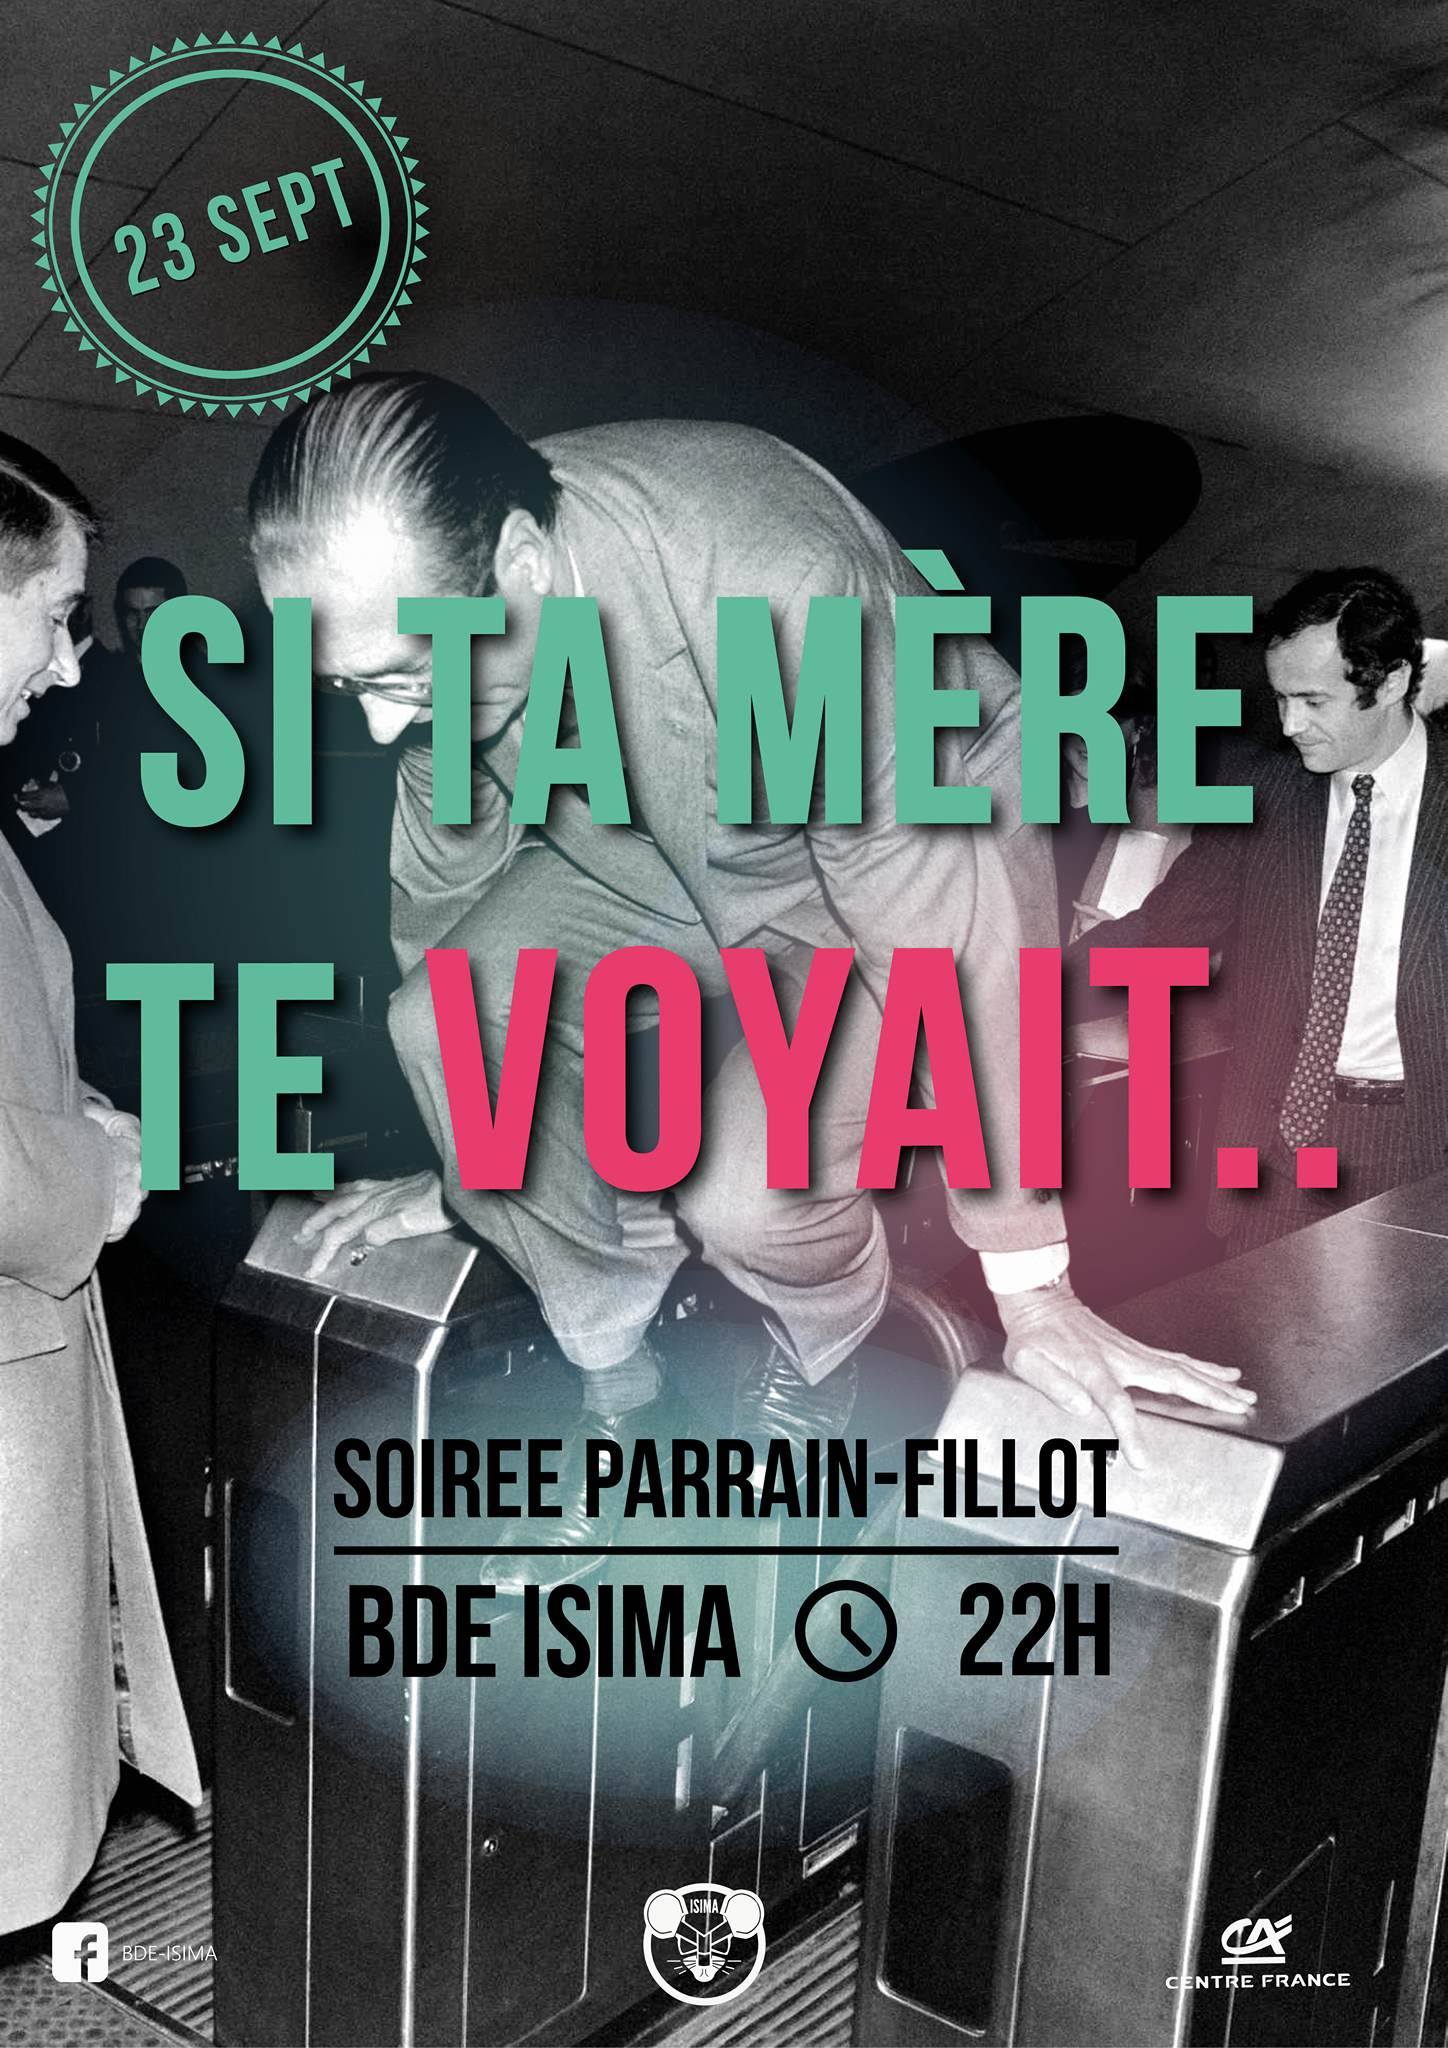 23 SEPT
SI TA MÈRE
TE VOYAIT..
SOIREE PARRAIN-FILLOT
BDE ISIMA 22H
ISIMA
BDE-ISIMA
CA
CENTRE FRANCE